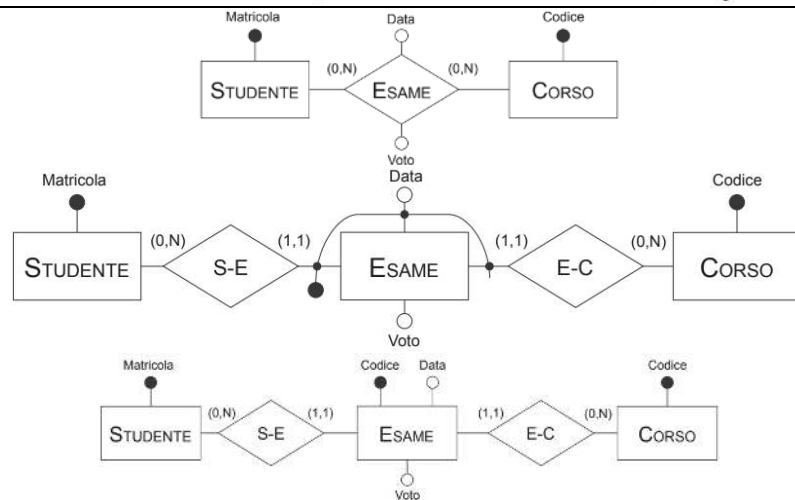 Matricola Data Codice
(0,N) (0,N)
STUDENTE ESAME CORSO
Voto
Data
Matricola Codice
(0,N) (1,1) (1,1) (0,N)
STUDENTE S-E ESAME E-C CORSO
Voto
Matricola Codice Data Codice
(0,N) (1,1) (1,1) (0,N)
STUDENTE S-E ESAME E-C CORSO
Voto